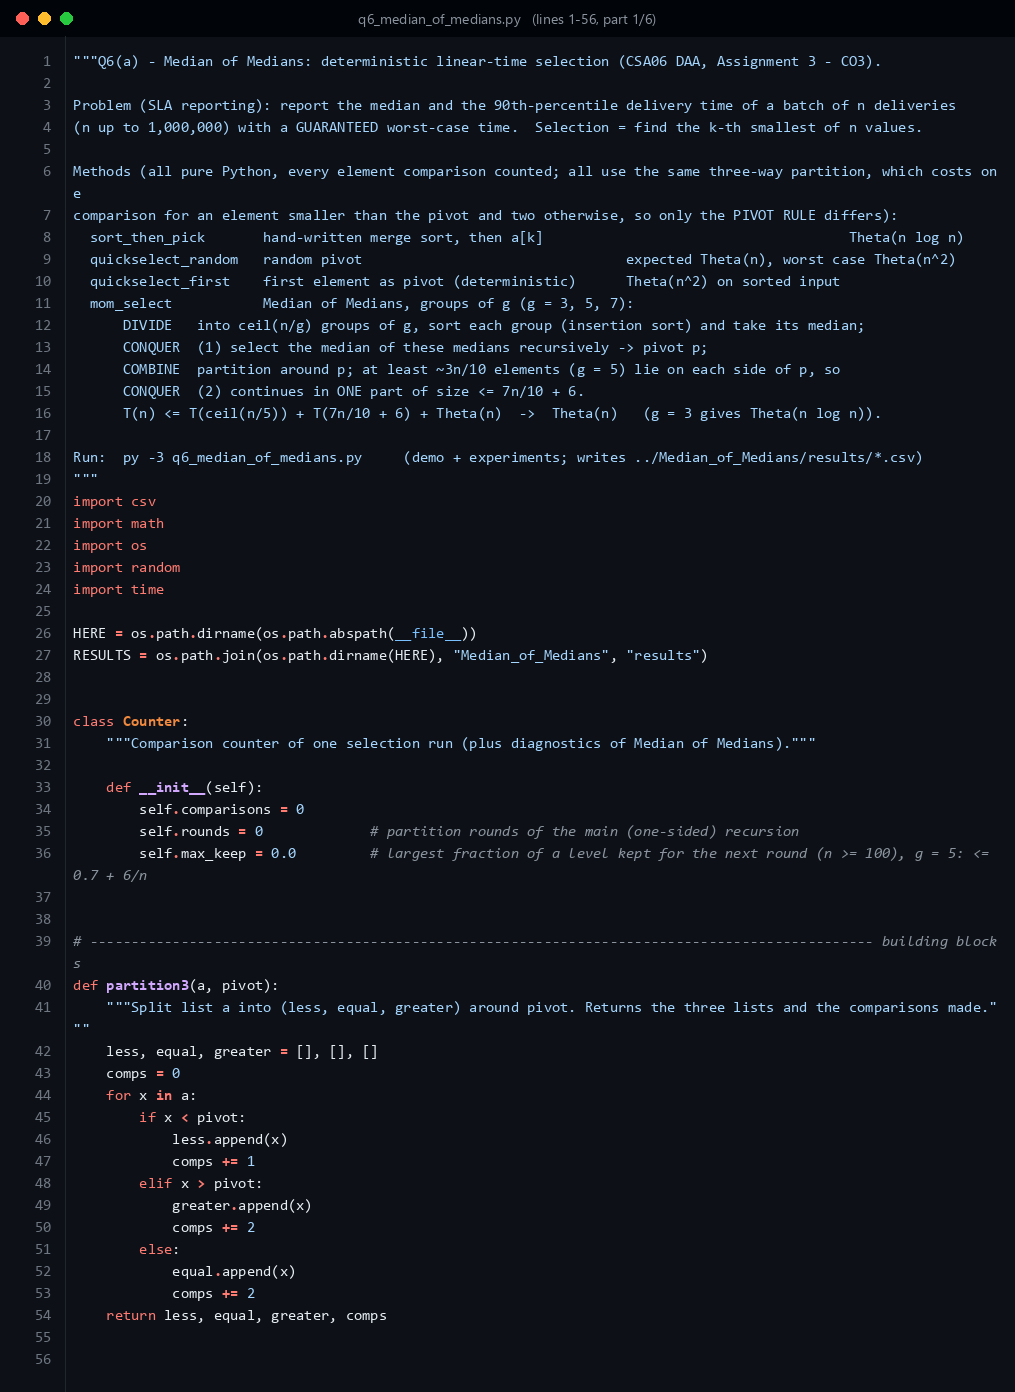 q6_median_of_medians.py   (lines 1-56, part 1/6)
1 """Q6(a) - Median of Medians: deterministic linear-time selection (CSA06 DAA, Assignment 3 - CO3).
2
3 Problem (SLA reporting): report the median and the 90th-percentile delivery time of a batch of n deliveries
4 (n up to 1,000,000) with a GUARANTEED worst-case time.  Selection = find the k-th smallest of n values.
5
6 Methods (all pure Python, every element comparison counted; all use the same three-way partition, which costs on
e
7 comparison for an element smaller than the pivot and two otherwise, so only the PIVOT RULE differs):
8   sort_then_pick       hand-written merge sort, then a[k]                                     Theta(n log n)
9   quickselect_random   random pivot                                expected Theta(n), worst case Theta(n^2)
10   quickselect_first    first element as pivot (deterministic)      Theta(n^2) on sorted input
11   mom_select           Median of Medians, groups of g (g = 3, 5, 7):
12       DIVIDE   into ceil(n/g) groups of g, sort each group (insertion sort) and take its median;
13       CONQUER  (1) select the median of these medians recursively -> pivot p;
14       COMBINE  partition around p; at least ~3n/10 elements (g = 5) lie on each side of p, so
15       CONQUER  (2) continues in ONE part of size <= 7n/10 + 6.
16       T(n) <= T(ceil(n/5)) + T(7n/10 + 6) + Theta(n)  ->  Theta(n)   (g = 3 gives Theta(n log n)).
17
18 Run:  py -3 q6_median_of_medians.py     (demo + experiments; writes ../Median_of_Medians/results/*.csv)
19 """
20 import csv
21 import math
22 import os
23 import random
24 import time
25
26 HERE = os.path.dirname(os.path.abspath(__file__))
27 RESULTS = os.path.join(os.path.dirname(HERE), "Median_of_Medians", "results")
28
29
30 class Counter:
31     """Comparison counter of one selection run (plus diagnostics of Median of Medians)."""
32
33     def __init__(self):
34         self.comparisons = 0
35         self.rounds = 0             # partition rounds of the main (one-sided) recursion
36         self.max_keep = 0.0         # largest fraction of a level kept for the next round (n >= 100), g = 5: <=
0.7 + 6/n
37
38
39 # ----------------------------------------------------------------------------------------------- building block
s
40 def partition3(a, pivot):
41     """Split list a into (less, equal, greater) around pivot. Returns the three lists and the comparisons made."
""
42     less, equal, greater = [], [], []
43     comps = 0
44     for x in a:
45         if x < pivot:
46             less.append(x)
47             comps += 1
48         elif x > pivot:
49             greater.append(x)
50             comps += 2
51         else:
52             equal.append(x)
53             comps += 2
54     return less, equal, greater, comps
55
56